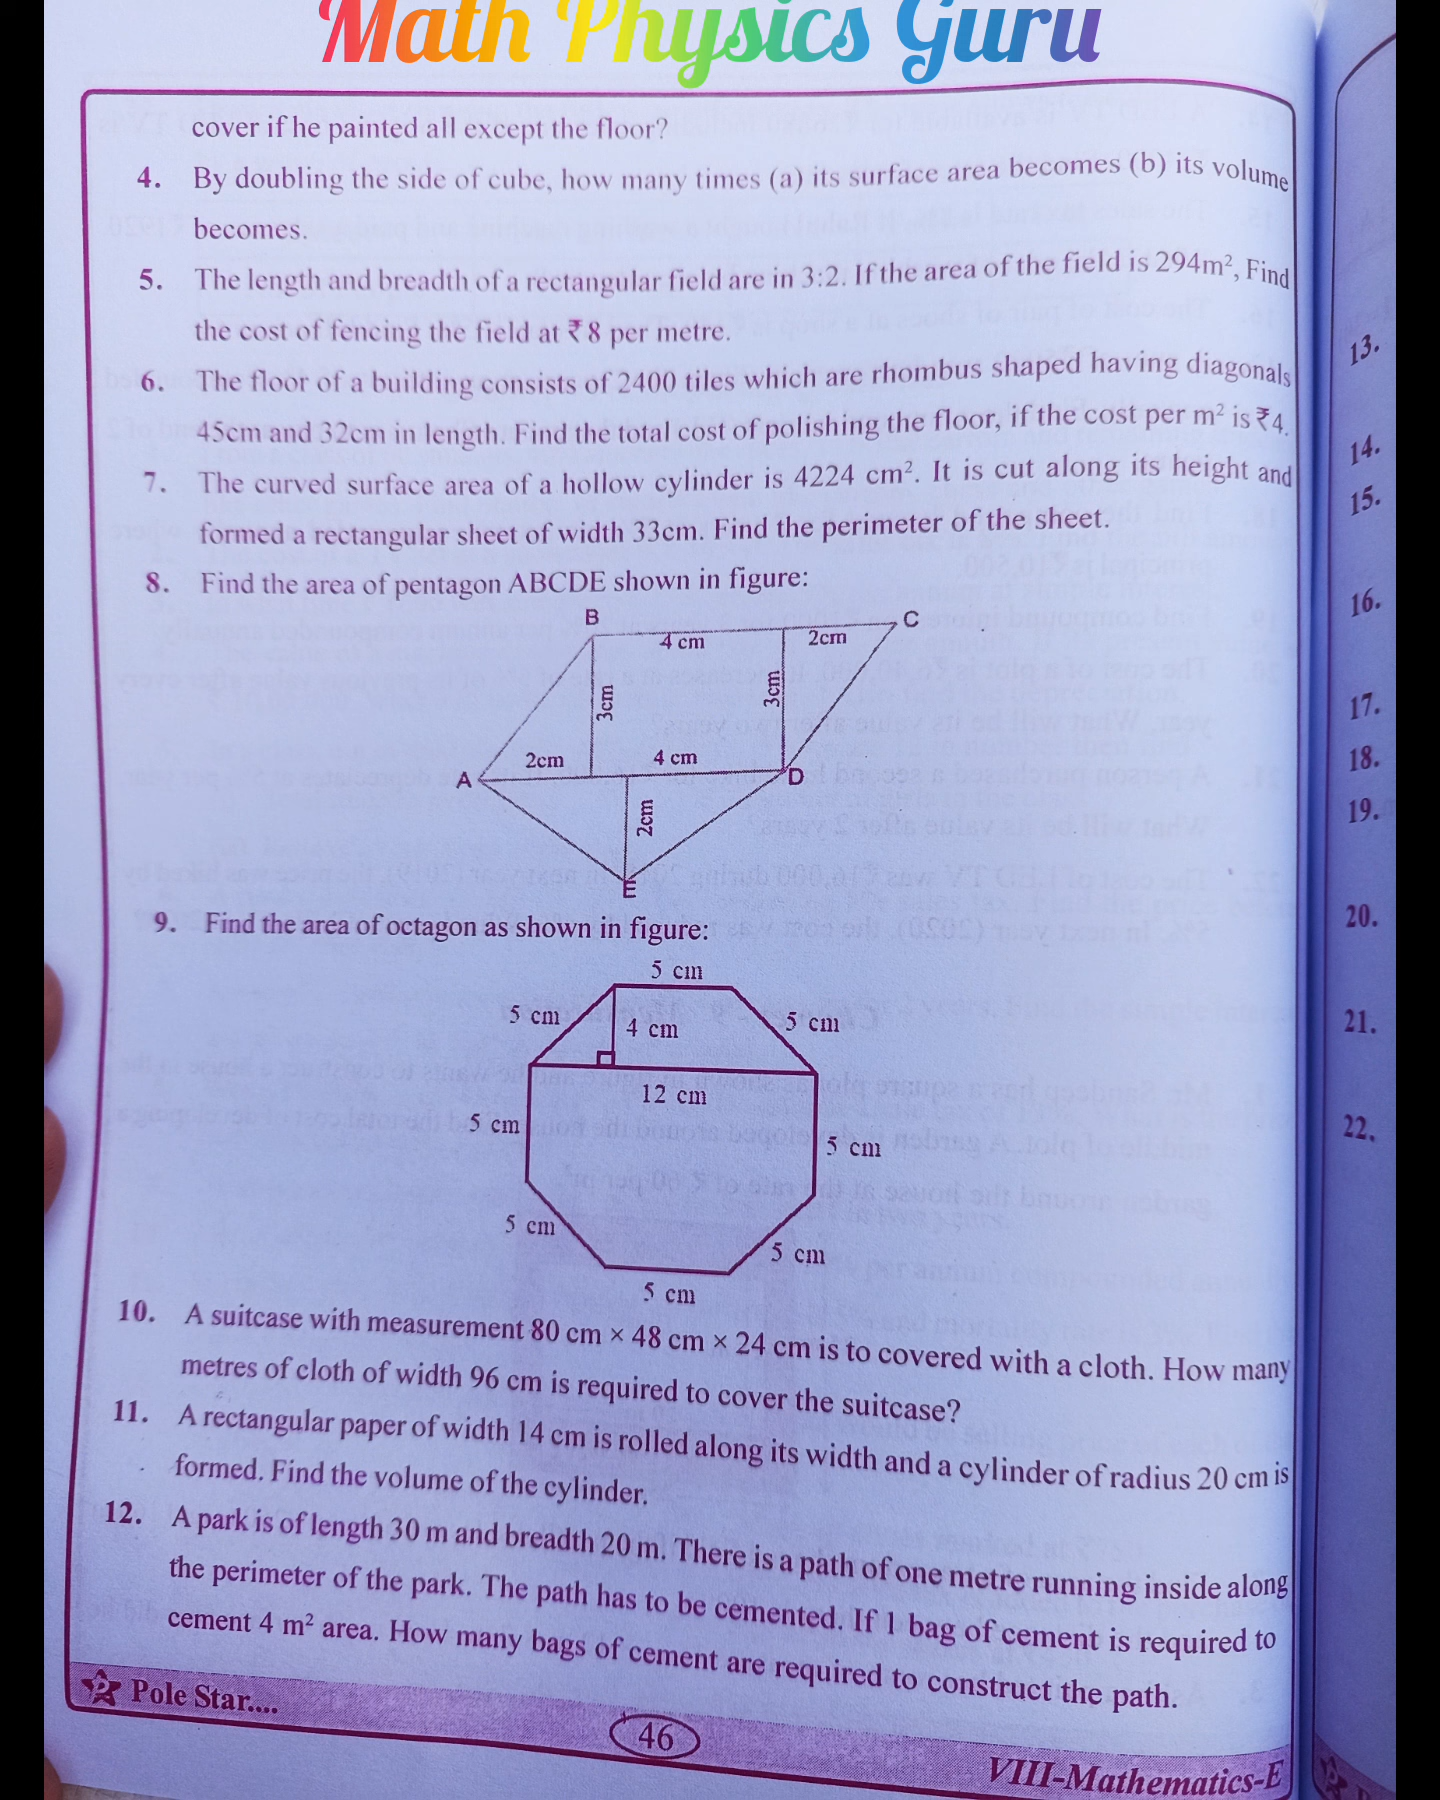 Math Physics Guru
cover if he painted all except the floor?
4. By doubling the side of cube, how many times (a) its surface area becomes (b) its volume
becomes.
5. The length and breadth of a rectangular field are in 3:2. If the area of the field is 294m², Find
the cost of fencing the field at ₹8 per metre.
6. The floor of a building consists of 2400 tiles which are rhombus shaped having diagonals
45cm and 32cm in length. Find the total cost of polishing the floor, if the cost per m² is ₹4.
7. The curved surface area of a hollow cylinder is 4224 cm². It is cut along its height and
formed a rectangular sheet of width 33cm. Find the perimeter of the sheet.
8. Find the area of pentagon ABCDE shown in figure:
B
C
4 cm
2cm
3cm
3cm
2cm
4 cm
A
D
2cm
E
9. Find the area of octagon as shown in figure:
5 cm
5 cm
4 cm
5 cm
12 cm
5 cm
5 cm
5 cm
5 cm
5 cm
10. A suitcase with measurement 80 cm × 48 cm × 24 cm is to covered with a cloth. How many
metres of cloth of width 96 cm is required to cover the suitcase?
11. A rectangular paper of width 14 cm is rolled along its width and a cylinder of radius 20 cm is
formed. Find the volume of the cylinder.
12. A park is of length 30 m and breadth 20 m. There is a path of one metre running inside along
the perimeter of the park. The path has to be cemented. If 1 bag of cement is required to
cement 4 m² area. How many bags of cement are required to construct the path.
Pole Star....
46
VIII-Mathematics-E
13.
14.
15.
16.
17.
18.
19.
20.
21.
22.